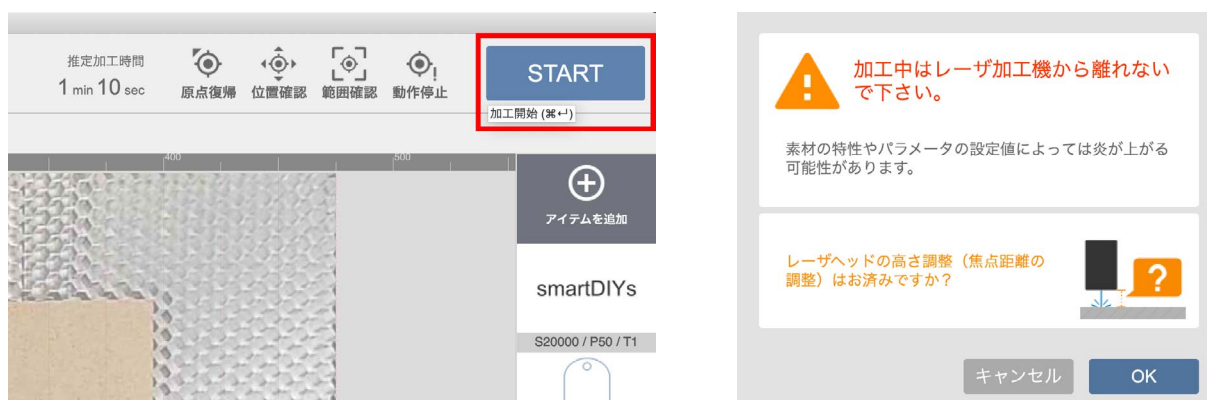 推定加工時間
1 min 10 sec
原点復帰
位置確認
範囲確認
動作停止
START
加工開始 (⌘↩)
400
500
アイテムを追加
smartDIYs
S20000 / P50 / T1
加工中はレーザ加工機から離れない
で下さい。
素材の特性やパラメータの設定値によっては炎が上がる
可能性があります。
レーザヘッドの高さ調整（焦点距離の
調整）はお済みですか？
?
キャンセル
OK